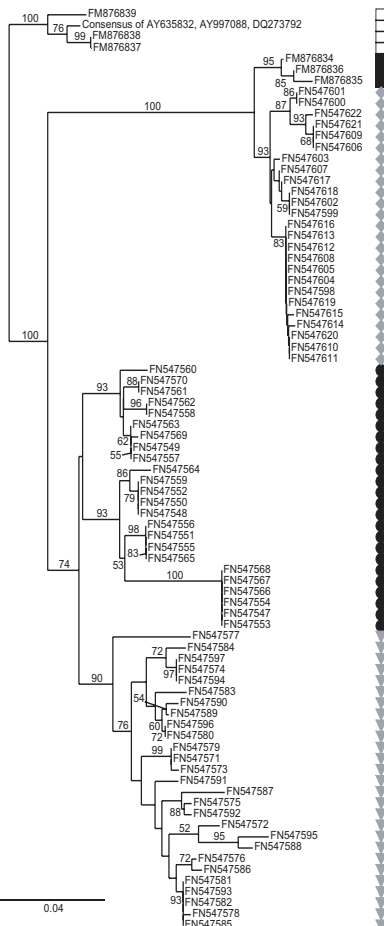 FM876839
100
Consensus of AY635832, AY997088, DQ273792
76
FM876838
99
FM876837
FM876834
95
FM876836
85
FM876835
86
FN547601
100
87
FN547600
FN547622
93
FN547621
FN547609
68
FN547606
93
FN547603
FN547607
FN547617
FN547618
FN547602
59
FN547599
FN547616
83
FN547613
FN547612
FN547608
FN547605
FN547604
FN547598
FN547619
FN547615
FN547614
FN547620
100
FN547610
FN547611
FN547560
88
FN547570
93
FN547561
96
FN547562
FN547558
FN547563
62
FN547569
FN547549
55
FN547557
86
FN547564
FN547559
79
FN547552
FN547550
93
FN547548
FN547556
98
FN547551
FN547555
83
FN547565
53
74
FN547568
100
FN547567
FN547566
FN547554
FN547547
FN547553
FN547577
FN547584
72
FN547597
97
FN547574
90
FN547594
FN547583
54
FN547590
FN547589
60
FN547596
76
72
FN547580
99
FN547579
FN547571
FN547573
FN547591
FN547587
FN547575
88
FN547592
52
FN547572
95
FN547595
FN547588
72
FN547576
FN547586
FN547581
FN547593
93
FN547582
FN547578
FN547585
0.04